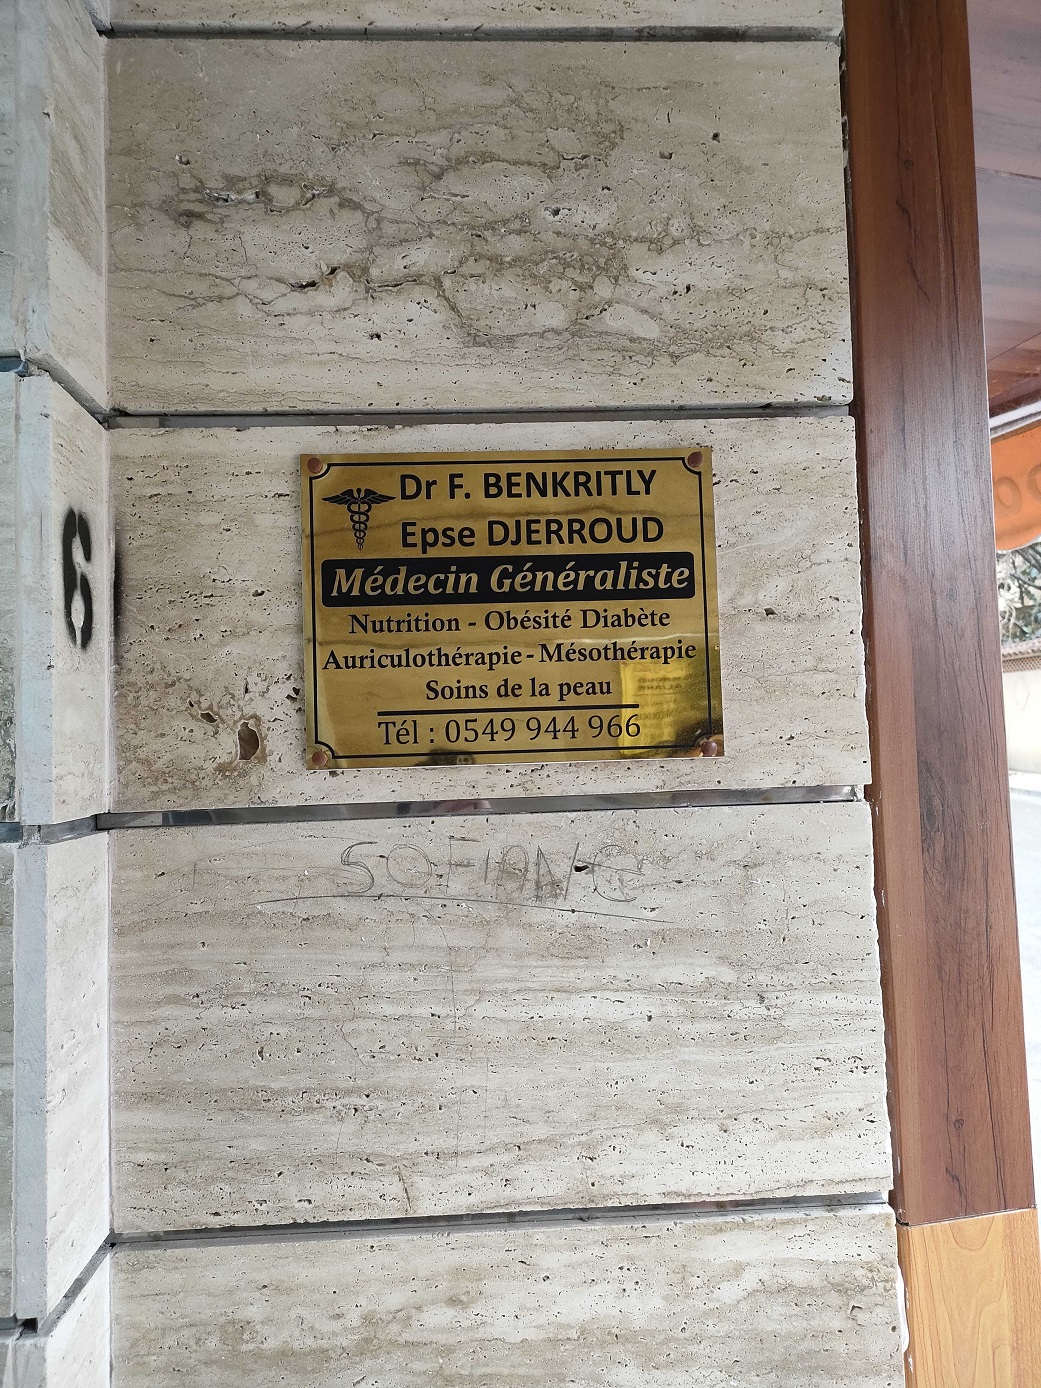 Dr F. BENKRITLY
Epse DJERROUD
Médecin Généraliste
Nutrition - Obésité Diabète
Auriculothérapie - Mésothérapie
Soins de la peau
Tél : 0549 944 966
6
SOFIANE